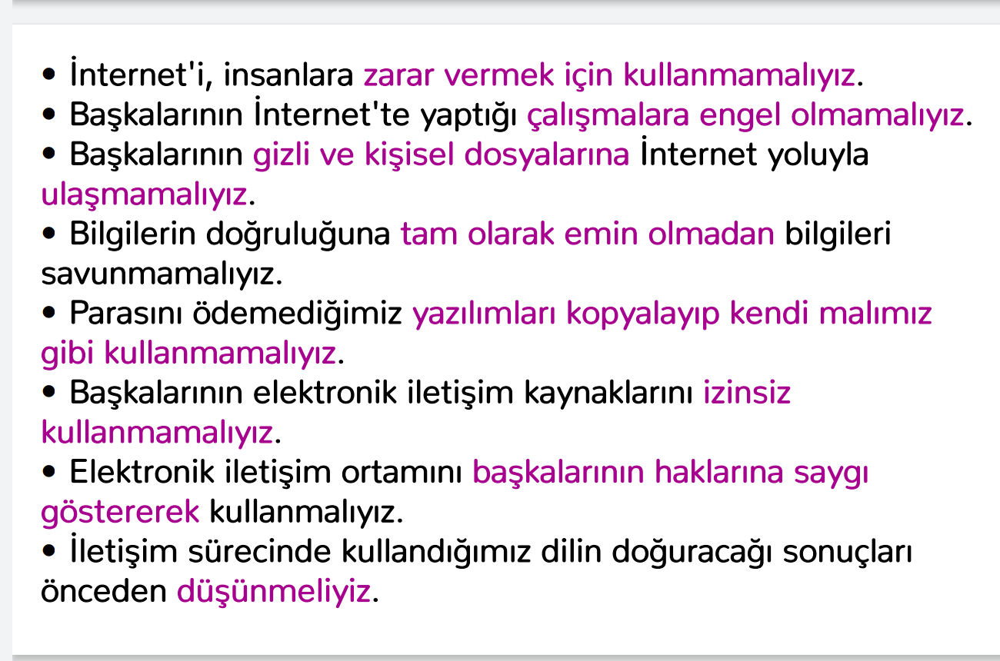 • İnternet'i, insanlara zarar vermek için kullanmamalıyız.
• Başkalarının İnternet'te yaptığı çalışmalara engel olmamalıyız.
• Başkalarının gizli ve kişisel dosyalarına İnternet yoluyla
ulaşmamalıyız.
• Bilgilerin doğruluğuna tam olarak emin olmadan bilgileri
savunmamalıyız.
• Parasını ödemediğimiz yazılımları kopyalayıp kendi malımız
gibi kullanmamalıyız.
• Başkalarının elektronik iletişim kaynaklarını izinsiz
kullanmamalıyız.
• Elektronik iletişim ortamını başkalarının haklarına saygı
göstererek kullanmalıyız.
• İletişim sürecinde kullandığımız dilin doğuracağı sonuçları
önceden düşünmeliyiz.